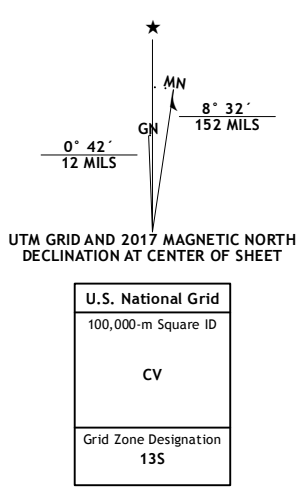 ★
MN
GN
8° 32´
152 MILS
0° 42´
12 MILS
UTM GRID AND 2017 MAGNETIC NORTH
DECLINATION AT CENTER OF SHEET
U.S. National Grid
100,000-m Square ID
CV
Grid Zone Designation
13S